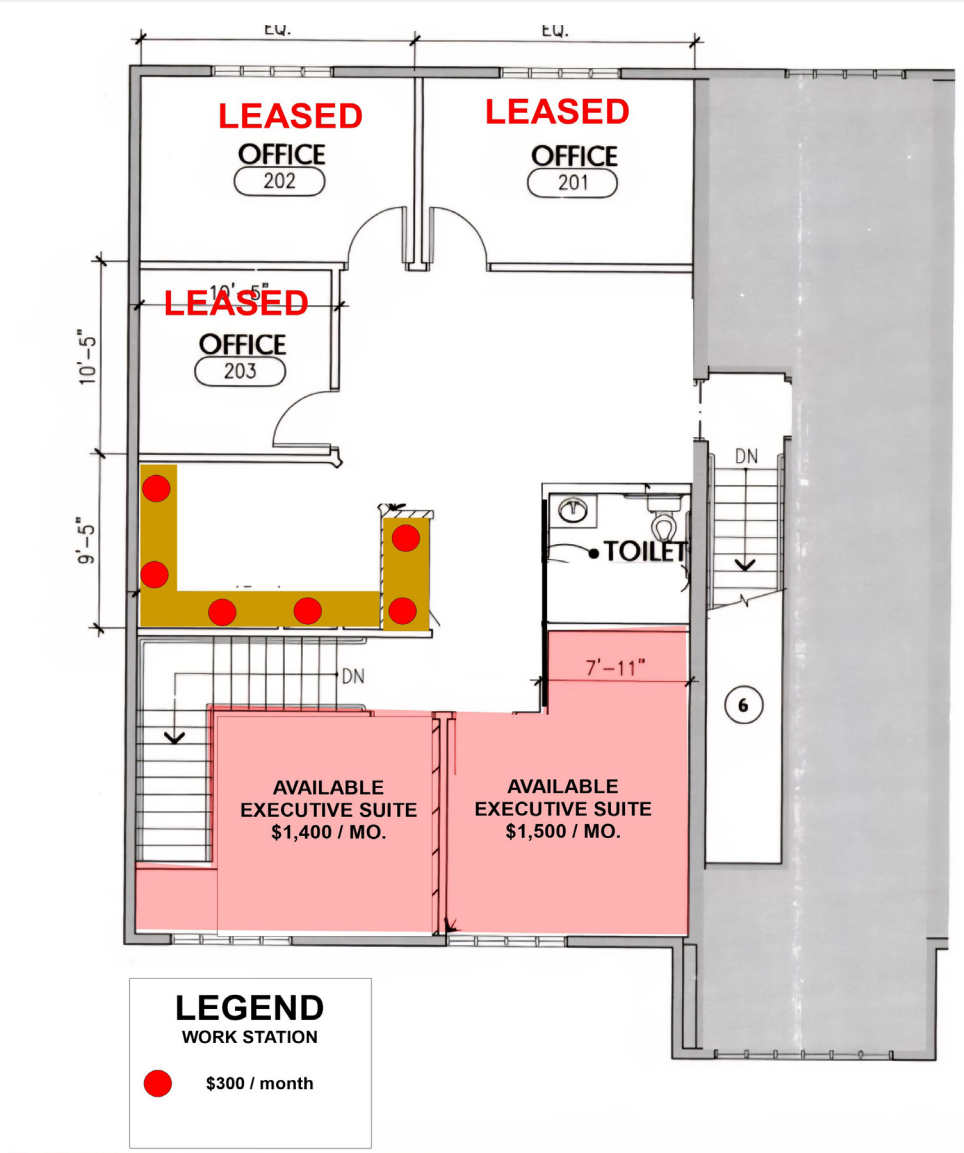 EQ.
EQ.
LEASED
OFFICE
202
LEASED
OFFICE
201
10'-5"
LEASED
OFFICE
203
10'-5"
DN
9'-5"
TOILET
DN
7'-11"
6
AVAILABLE
EXECUTIVE SUITE
$1,400 / MO.
AVAILABLE
EXECUTIVE SUITE
$1,500 / MO.
LEGEND
WORK STATION
$300 / month